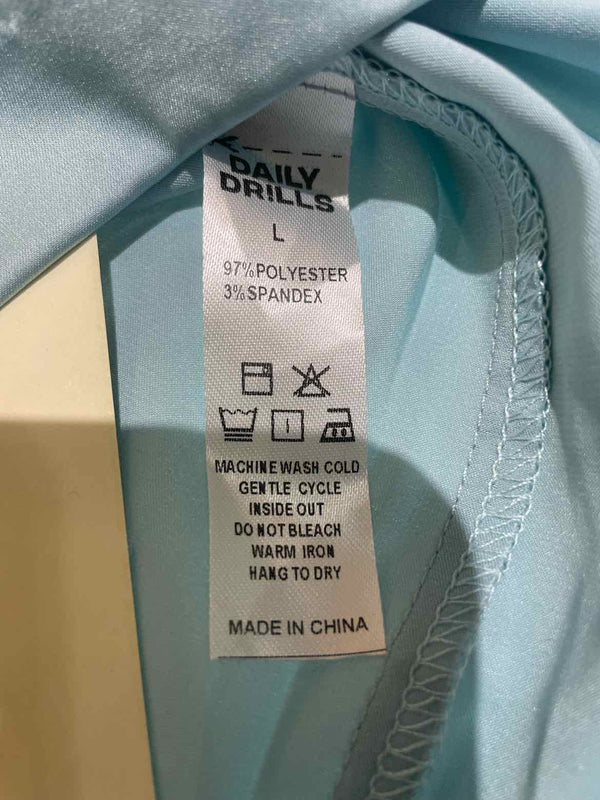 DAILY
DRILLS
L
97%POLYESTER
3%SPANDEX
MACHINE WASH COLD
GENTLE CYCLE
INSIDE OUT
DO NOT BLEACH
WARM IRON
HANG TO DRY
MADE IN CHINA